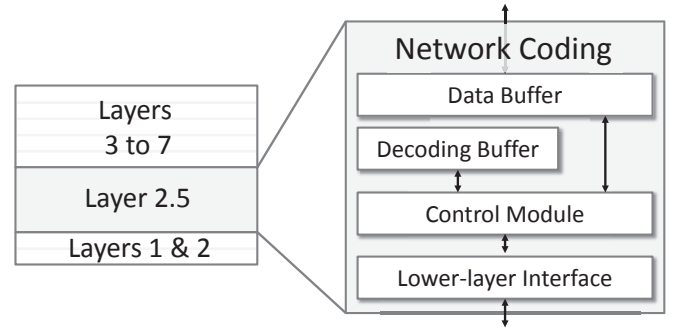 Layers
3 to 7
Layer 2.5
Layers 1 & 2
Network Coding
Data Buffer
Decoding Buffer
Control Module
Lower-layer Interface